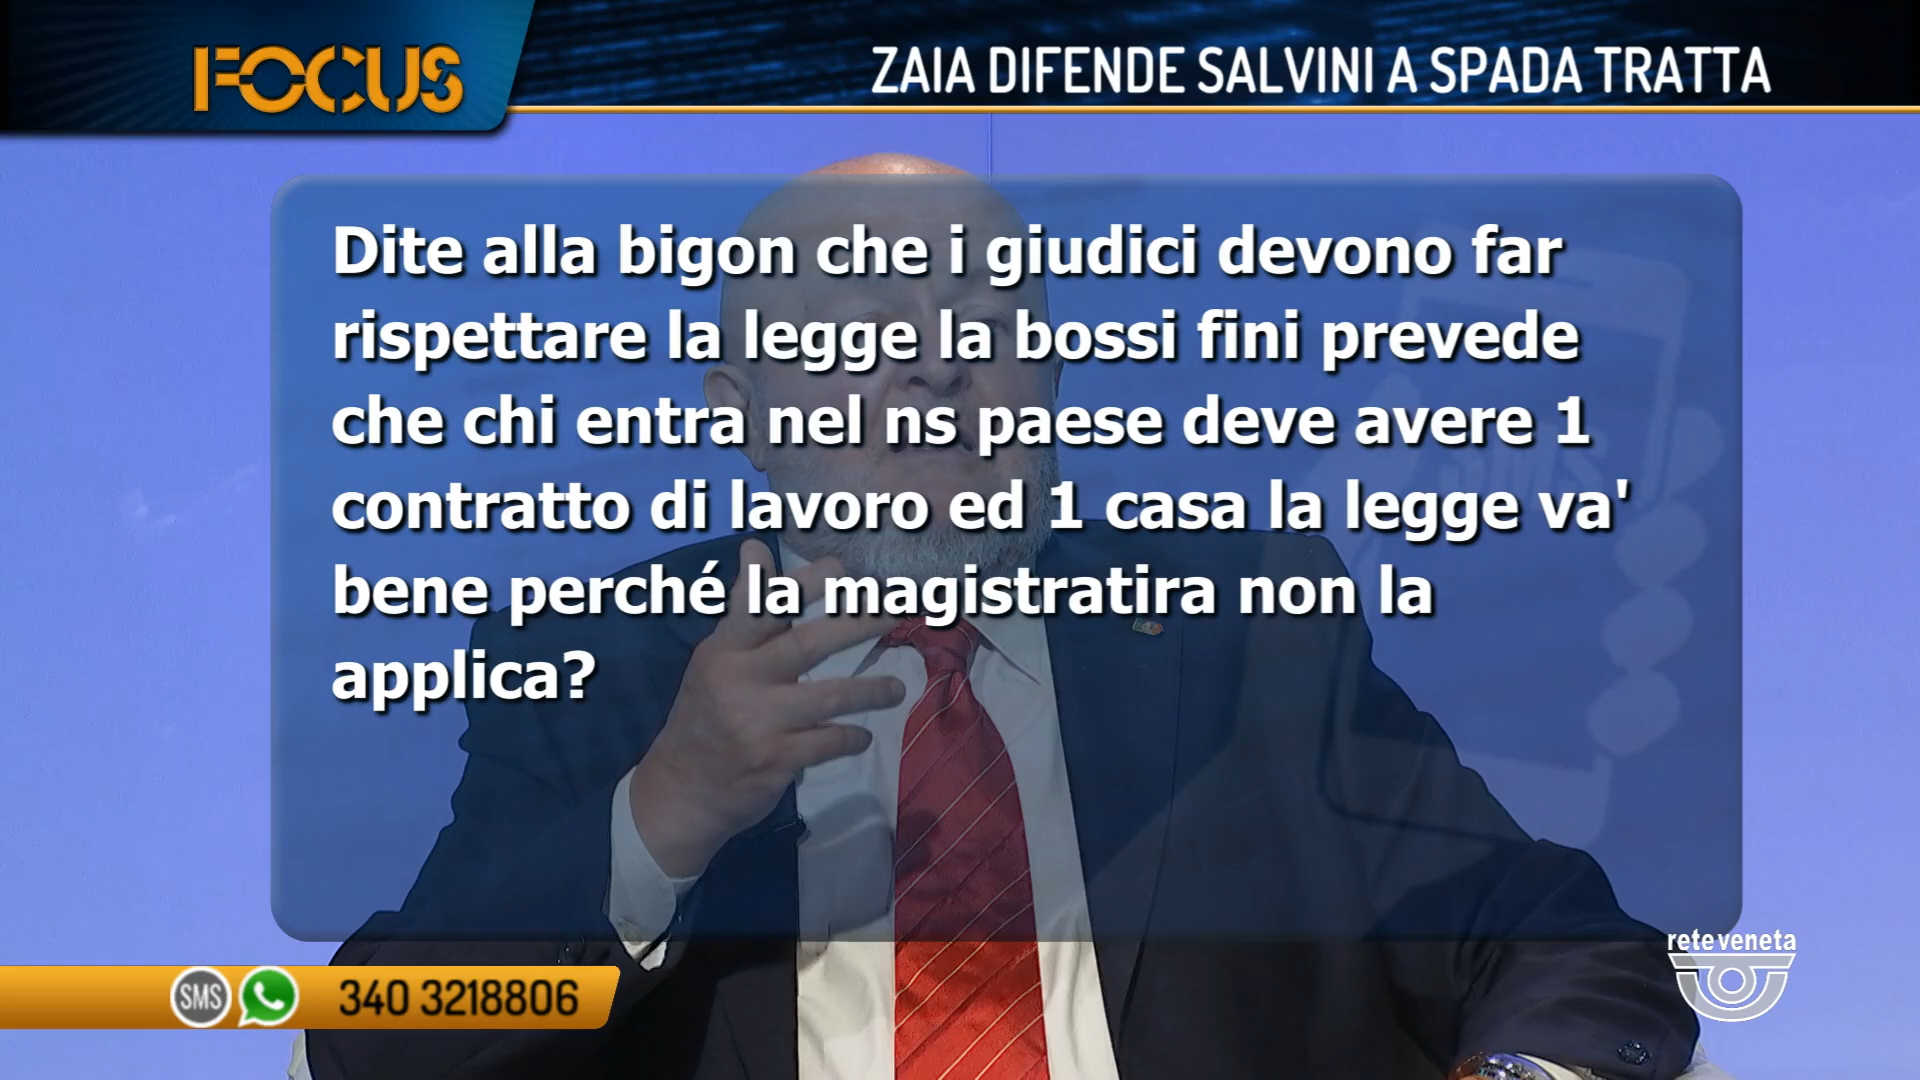 FOCUS
ZAIA DIFENDE SALVINI A SPADA TRATTA
Dite alla bigon che i giudici devono far
rispettare la legge la bossi fini prevede
che chi entra nel ns paese deve avere 1
contratto di lavoro ed 1 casa la legge va'
bene perché la magistratira non la
applica?
SMS
reteveneta
SMS 340 3218806